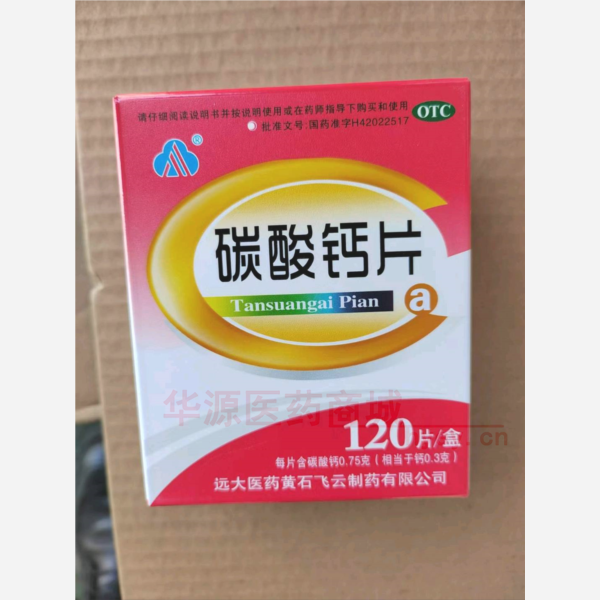 请仔细阅读说明书并按说明使用或在药师指导下购买和使用
批准文号:国药准字H42022517
OTC
®
碳酸钙片
Tansuangai Pian
a
华源医药商城
120片/盒
.cn
每片含碳酸钙0.75克(相当于钙0.3克)
远大医药黄石飞云制药有限公司